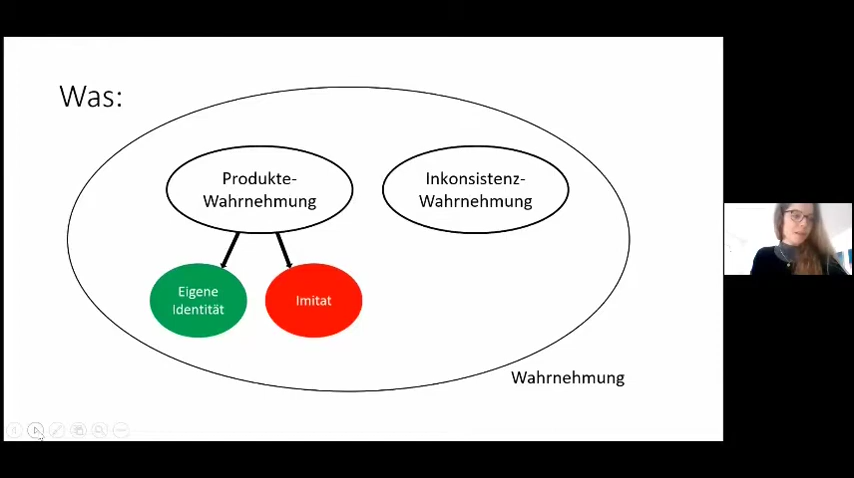 Was:
Produkte-
Wahrnehmung
Inkonsistenz-
Wahrnehmung
Eigene
Identität
Imitat
Wahrnehmung